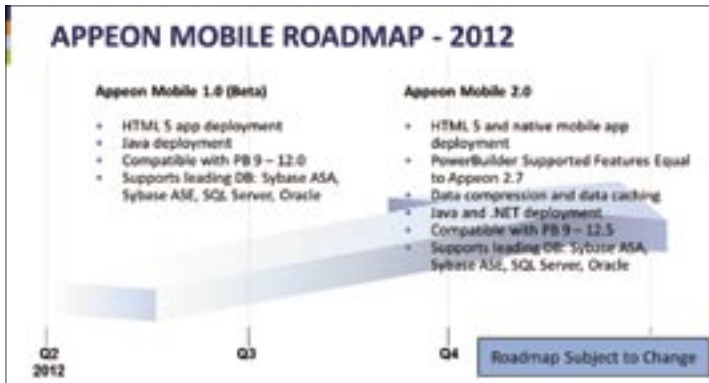 APPEON MOBILE ROADMAP - 2012
Appeon Mobile 1.0 (Beta)
• HTML 5 app deployment
• Java deployment
• Compatible with PB 9 – 12.0
• Supports leading DB: Sybase ASA,
Sybase ASE, SQL Server, Oracle
Appeon Mobile 2.0
• HTML 5 and native mobile app
deployment
• PowerBuilder Supported Features Equal
to Appeon 2.7
• Data compression and data caching
• Java and .NET deployment
• Compatible with PB 9 – 12.5
• Supports leading DB: Sybase ASA,
Sybase ASE, SQL Server, Oracle
Q2
2012
Q3
Q4
Roadmap Subject to Change